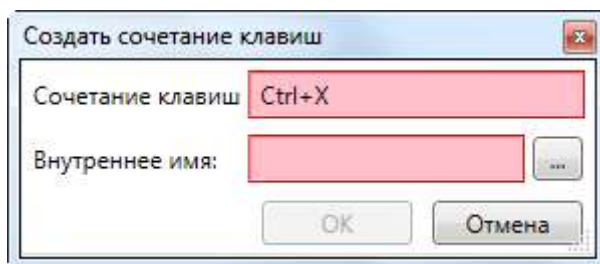 Создать сочетание клавиш
Сочетание клавиш Ctrl+X
Внутреннее имя: ...
OK Отмена